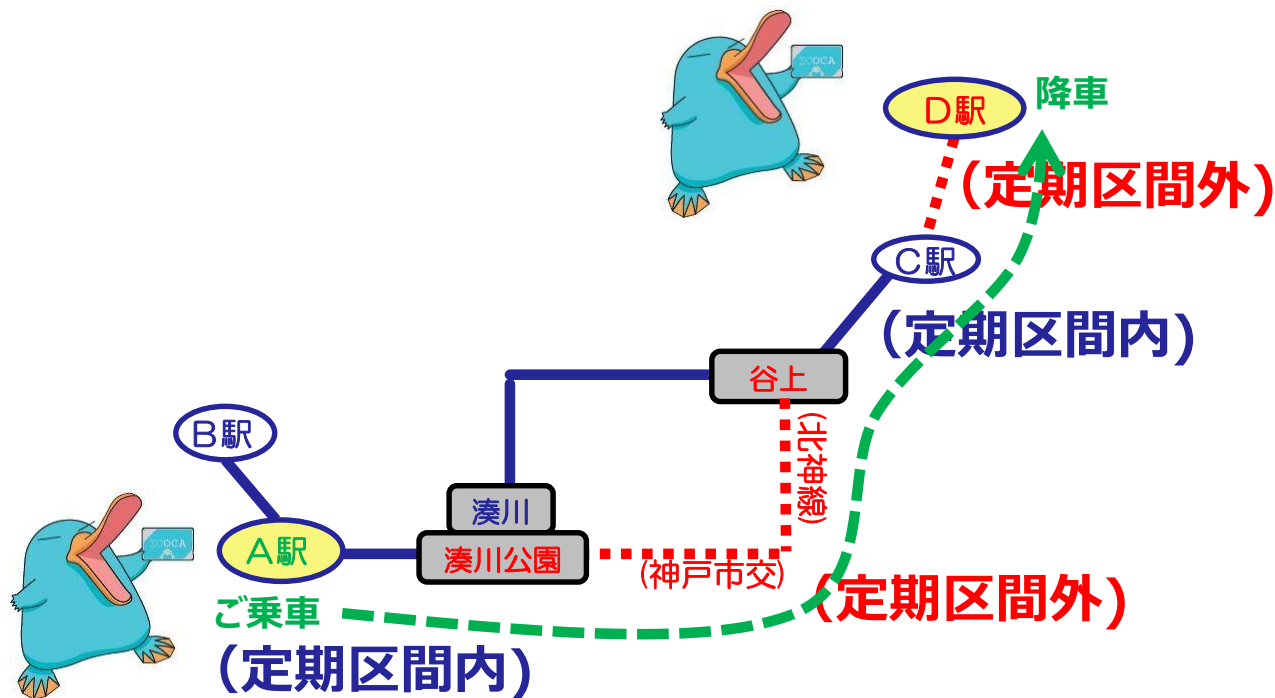 ICOCA
D駅
降車
(定期区間外)
C駅
(定期区間内)
谷上
(北神線)
B駅
湊川
ICOCA
A駅
湊川公園
(神戸市交)
(定期区間外)
ご乗車
(定期区間内)